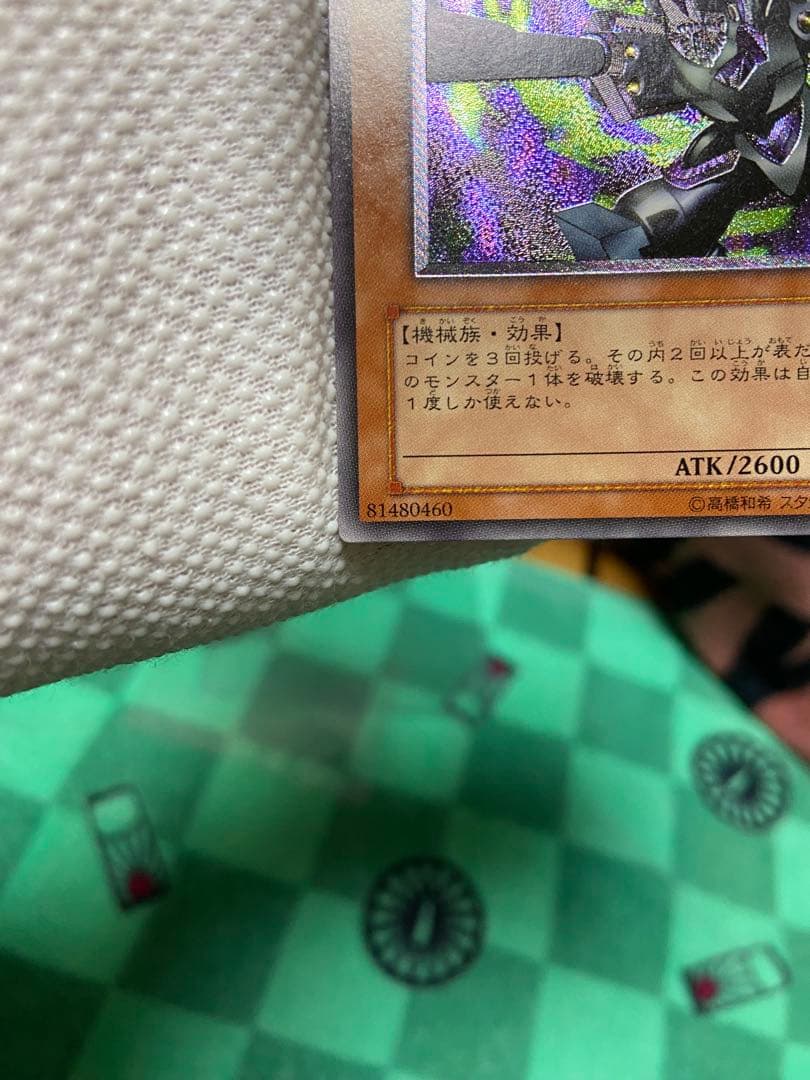 【機械族・効果】
コインを3回投げる。その内2回以上が表だ
のモンスター1体を破壊する。この効果は自
1度しか使えない。
ATK/2600
81480460
©高橋和希 スタ